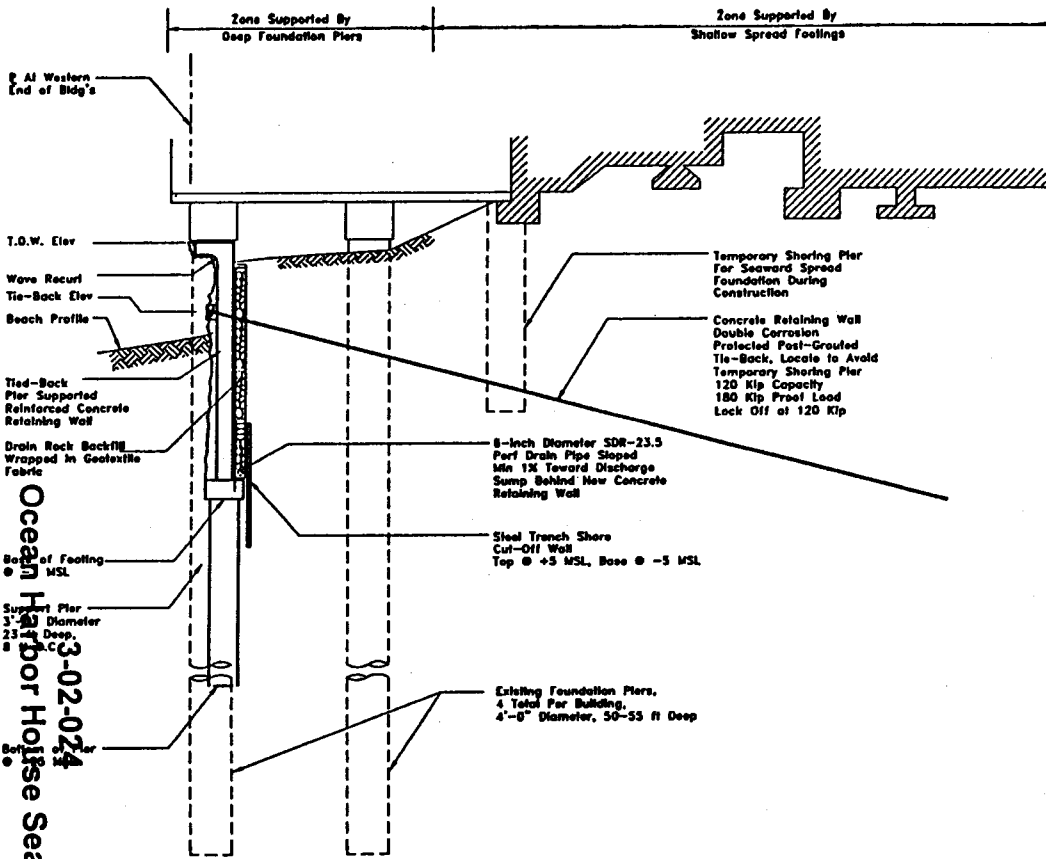 Zone Supported By
Deep Foundation Piers
Zone Supported By
Shallow Spread Footings
At Western
End of Bldg's
T.O.W. Elev
Wave Recurl
Tie-Back Elev
Beach Profile
Tied-Back
Pier Supported
Reinforced Concrete
Retaining Wall
Drain Rock Backfill
Wrapped in Geotextile
Fabric
of Footing
@ MSL
Support Pier
Diameter
Deep,
Bottom of
@
Temporary Shoring Pier
For Seaward Spread
Foundation During
Construction
Concrete Retaining Wall
Double Corrosion
Protected Post-Grouted
Tie-Back, Locate to Avoid
Temporary Shoring Pier
120 Kip Capacity
180 Kip Proof Load
Lock Off at 120 Kip
Diameter SDR-23.5
Perf Drain Pipe Sloped
Min 1% Toward Discharge
Sump Behind New Concrete
Retaining Wall
Steel Trench Shore
Cut-Off Wall
Top @ +5 MSL, Base @ -5 MSL
Existing Foundation Piers,
4 Total Per Building,
4'-0" Diameter, 50-55 ft Deep
3-02-024
Ocean Harbor House Sea